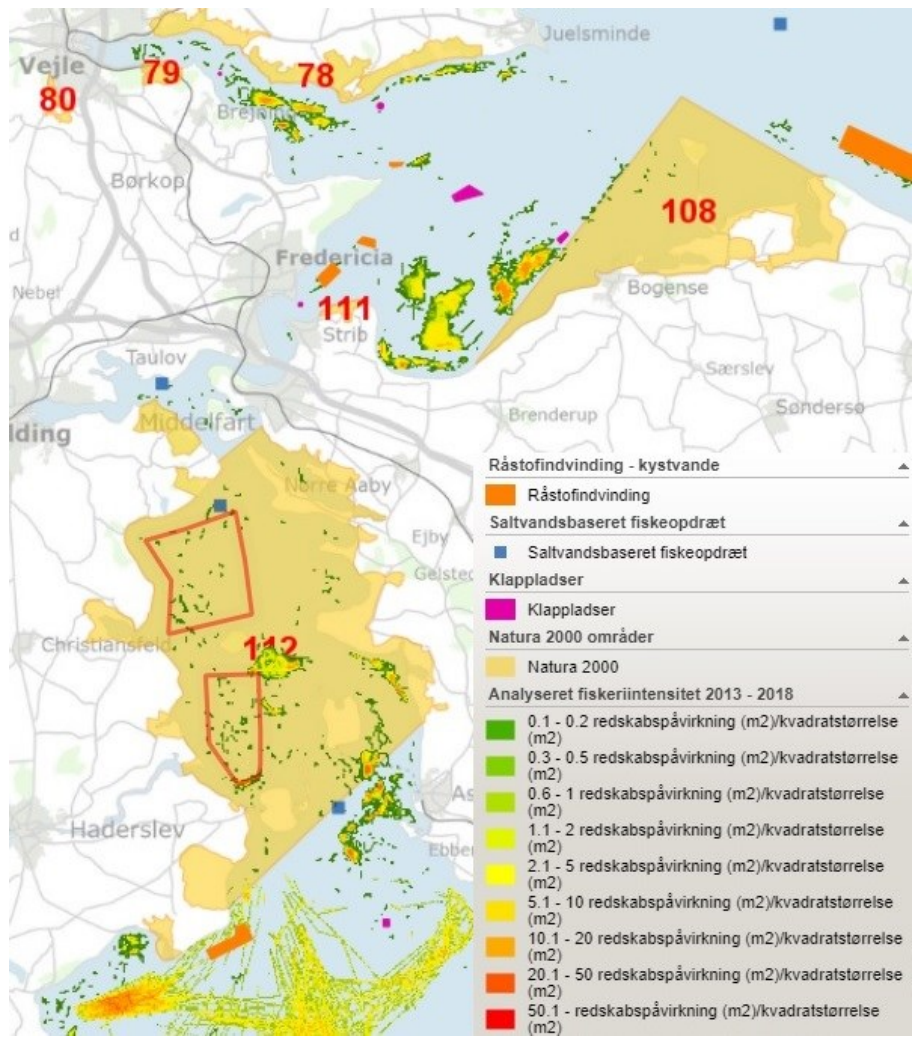 Juelsminde
Vejle
79
78
80
Brejning
Børkop
108
Fredericia
Nebel
111
Bogense
Strib
Taulov
Særslev
Søndersø
Brenderup
lding
Middelfart
Nørre Aaby
Ejby
Gelsted
Christiansfeld
112
As
Haderslev
Ebber
Råstofindvinding - kystvande
Råstofindvinding
Saltvandsbaseret fiskeopdræt
Saltvandsbaseret fiskeopdræt
Klappladser
Klappladser
Natura 2000 områder
Natura 2000
Analyseret fiskeriintensitet 2013 - 2018
0.1 - 0.2 redskabspåvirkning (m2)/kvadratstørrelse
(m2)
0.3 - 0.5 redskabspåvirkning (m2)/kvadratstørrelse
(m2)
0.6 - 1 redskabspåvirkning (m2)/kvadratstørrelse
(m2)
1.1 - 2 redskabspåvirkning (m2)/kvadratstørrelse
(m2)
2.1 - 5 redskabspåvirkning (m2)/kvadratstørrelse
(m2)
5.1 - 10 redskabspåvirkning (m2)/kvadratstørrelse
(m2)
10.1 - 20 redskabspåvirkning (m2)/kvadratstørrelse
(m2)
20.1 - 50 redskabspåvirkning (m2)/kvadratstørrelse
(m2)
50.1 - redskabspåvirkning (m2)/kvadratstørrelse
(m2)